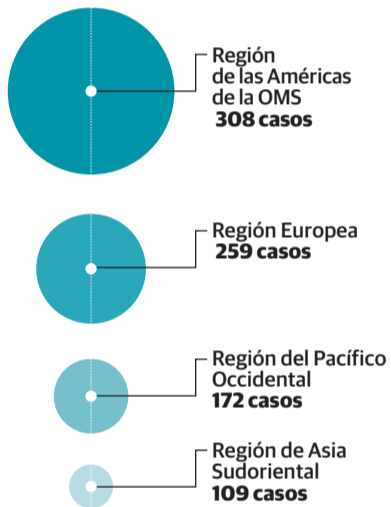 Región
de las Américas
de la OMS
308 casos
Región Europea
259 casos
Región del Pacífico
Occidental
172 casos
Región de Asia
Sudoriental
109 casos